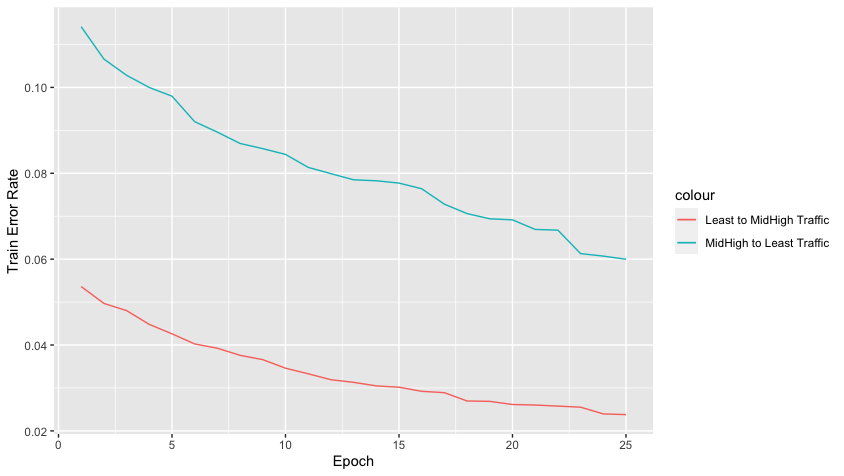 Train Error Rate
0.10
0.08
0.06
0.04
0.02
0
5
10
15
20
25
Epoch
colour
Least to MidHigh Traffic
MidHigh to Least Traffic